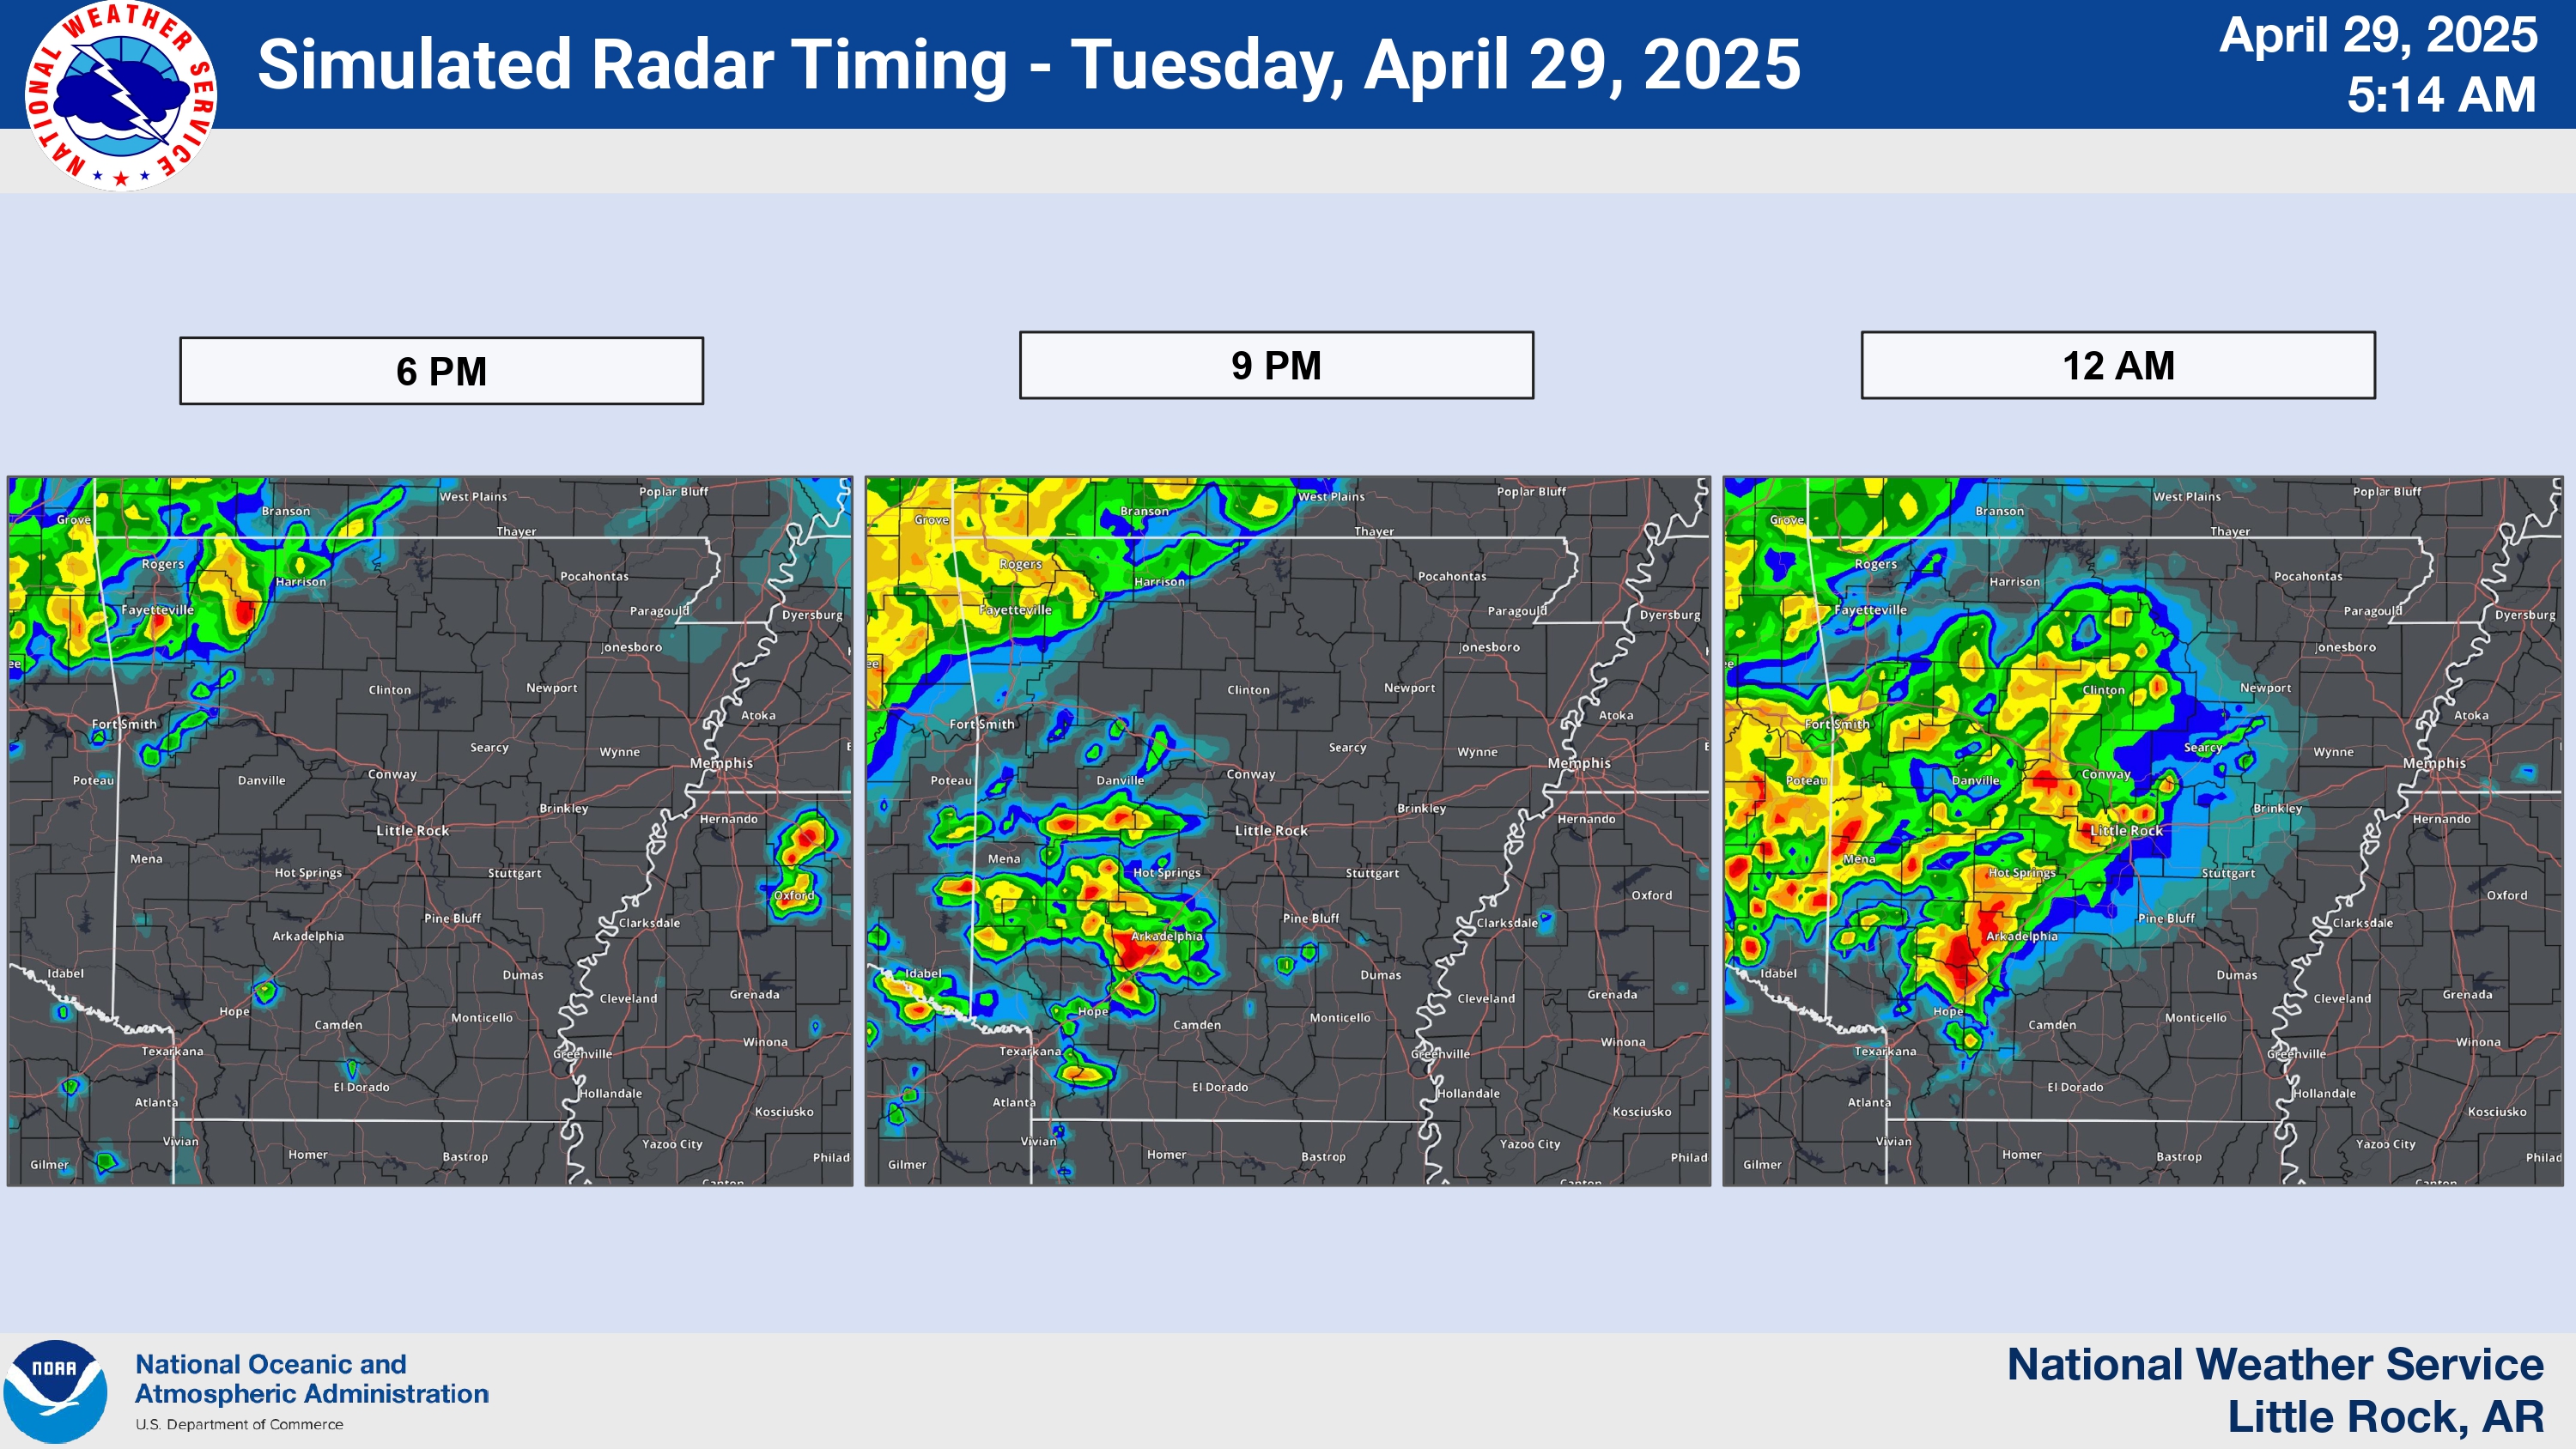 NATIONAL WEATHER SERVICE
Simulated Radar Timing - Tuesday, April 29, 2025
April 29, 2025
5:14 AM
6 PM
9 PM
12 AM
West Plains
Poplar Bluff
Branson
Grove
Thayer
Rogers
Pocahontas
Harrison
Fayetteville
Paragould
Dyersburg
Jonesboro
ee
Clinton
Newport
Atoka
Fort Smith
Searcy
Wynne
Memphis
Poteau
Danville
Conway
Brinkley
Hernando
Little Rock
Mena
Hot Springs
Stuttgart
Oxford
Pine Bluff
Clarksdale
Arkadelphia
Idabel
Dumas
Cleveland
Grenada
Hope
Camden
Monticello
Winona
Texarkana
Greenville
El Dorado
Hollandale
Atlanta
Kosciusko
Vivian
Yazoo City
Homer
Bastrop
Philad
Gilmer
Canton
West Plains
Poplar Bluff
Branson
Grove
Thayer
Rogers
Pocahontas
Harrison
Fayetteville
Paragould
Dyersburg
Jonesboro
ee
Clinton
Newport
Atoka
Fort Smith
Searcy
Wynne
Memphis
Poteau
Danville
Conway
Brinkley
Hernando
Little Rock
Mena
Hot Springs
Stuttgart
Oxford
Pine Bluff
Clarksdale
Arkadelphia
Idabel
Dumas
Cleveland
Grenada
Hope
Camden
Monticello
Winona
Texarkana
Greenville
El Dorado
Hollandale
Atlanta
Kosciusko
Vivian
Yazoo City
Homer
Bastrop
Philad
Gilmer
Canton
West Plains
Poplar Bluff
Branson
Grove
Thayer
Rogers
Pocahontas
Harrison
Fayetteville
Paragould
Dyersburg
Jonesboro
ee
Clinton
Newport
Atoka
Fort Smith
Searcy
Wynne
Memphis
Poteau
Danville
Conway
Brinkley
Hernando
Little Rock
Mena
Hot Springs
Stuttgart
Oxford
Pine Bluff
Clarksdale
Arkadelphia
Idabel
Dumas
Cleveland
Grenada
Hope
Camden
Monticello
Winona
Texarkana
Greenville
El Dorado
Hollandale
Atlanta
Kosciusko
Vivian
Yazoo City
Homer
Bastrop
Philad
Gilmer
Canton
NOAA
National Oceanic and
Atmospheric Administration
U.S. Department of Commerce
National Weather Service
Little Rock, AR